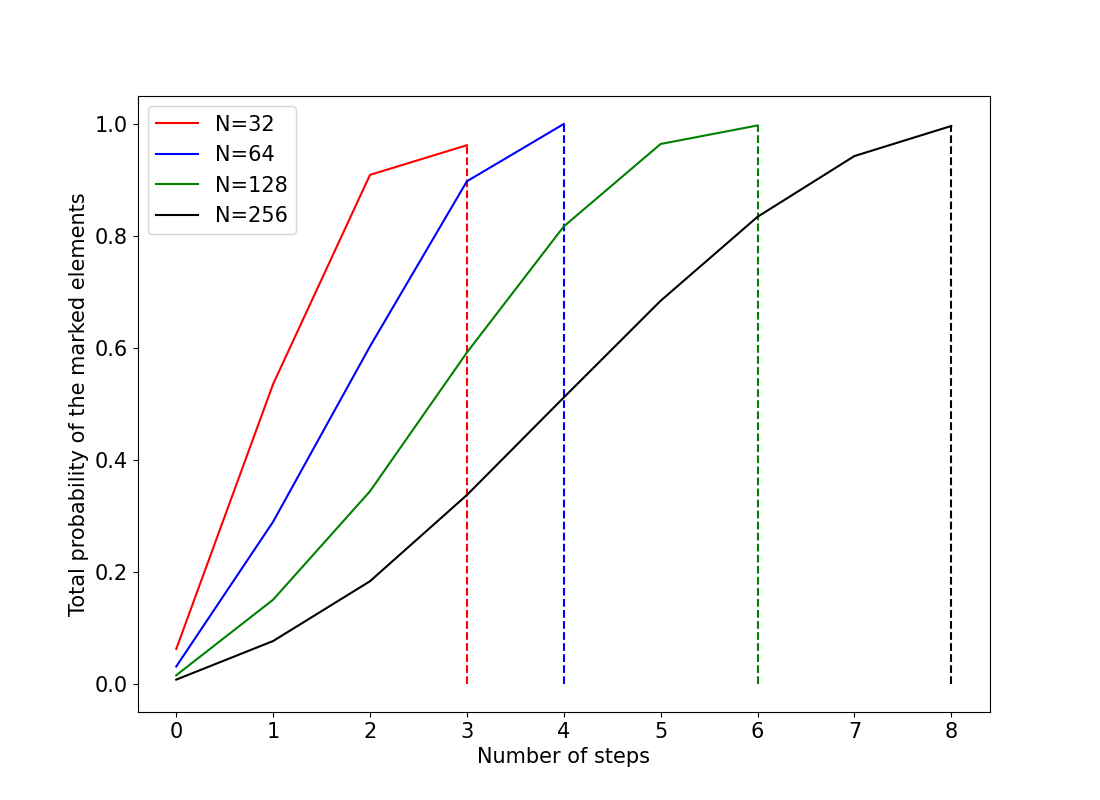 N=32
N=64
N=128
N=256
Total probability of the marked elements
1.0
0.8
0.6
0.4
0.2
0.0
0 1 2 3 4 5 6 7 8
Number of steps